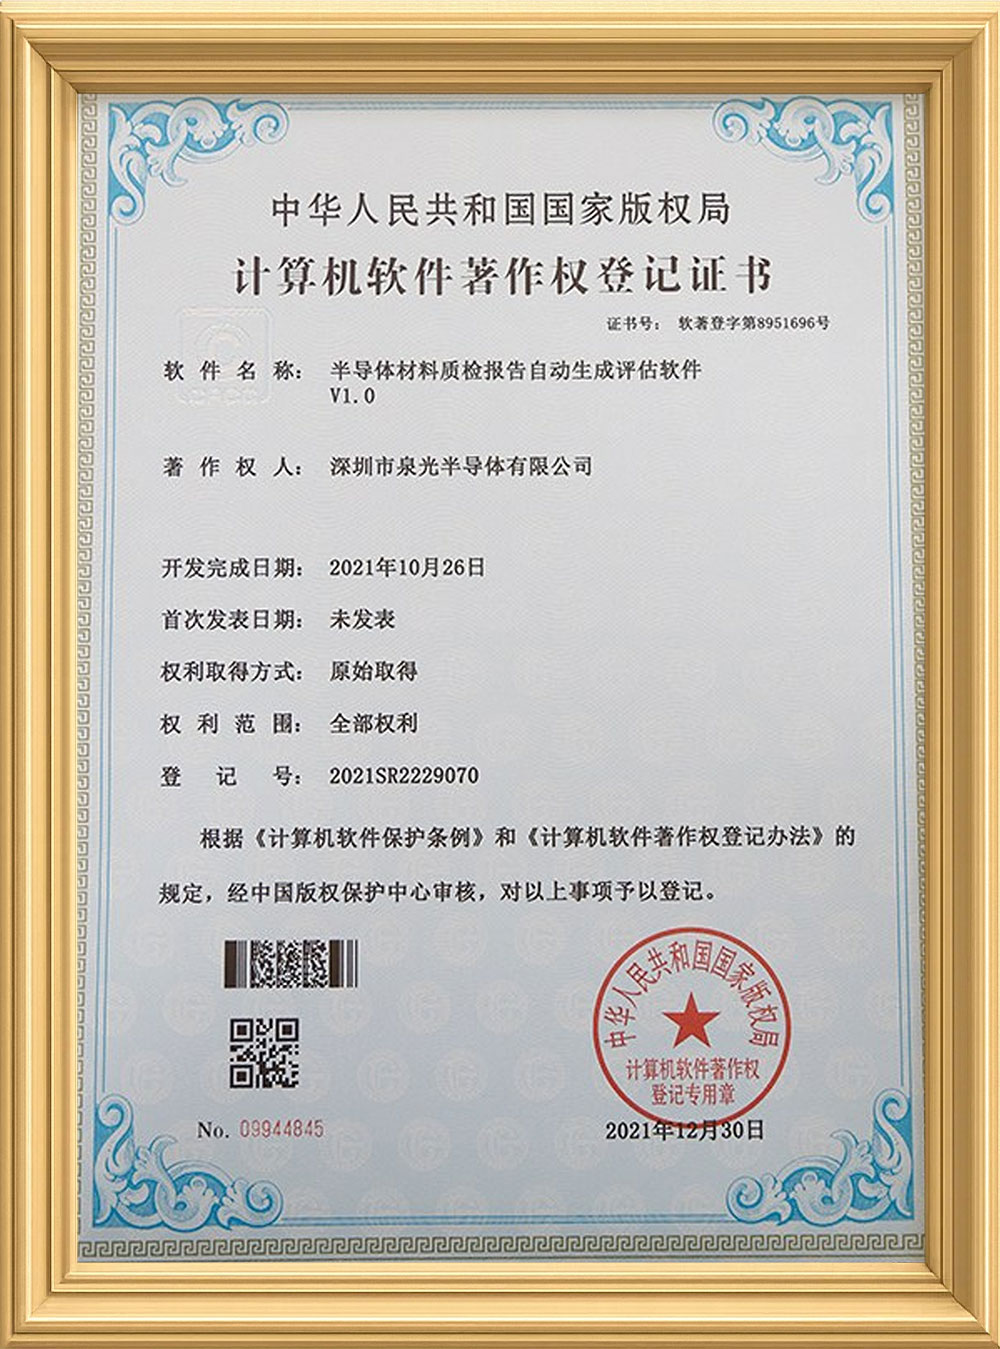 中华人民共和国国家版权局
计算机软件著作权登记证书
证书号： 软著登字第8951696号
软件名称： 半导体材料质检报告自动生成评估软件
V1.0
著作权人： 深圳市泉光半导体有限公司
开发完成日期： 2021年10月26日
首次发表日期： 未发表
权利取得方式： 原始取得
权利范围： 全部权利
登记号： 2021SR2229070
根据《计算机软件保护条例》和《计算机软件著作权登记办法》的
规定，经中国版权保护中心审核，对以上事项予以登记。
中华人民共和国国家版权局
计算机软件著作权
登记专用章
No. 09944845
2021年12月30日